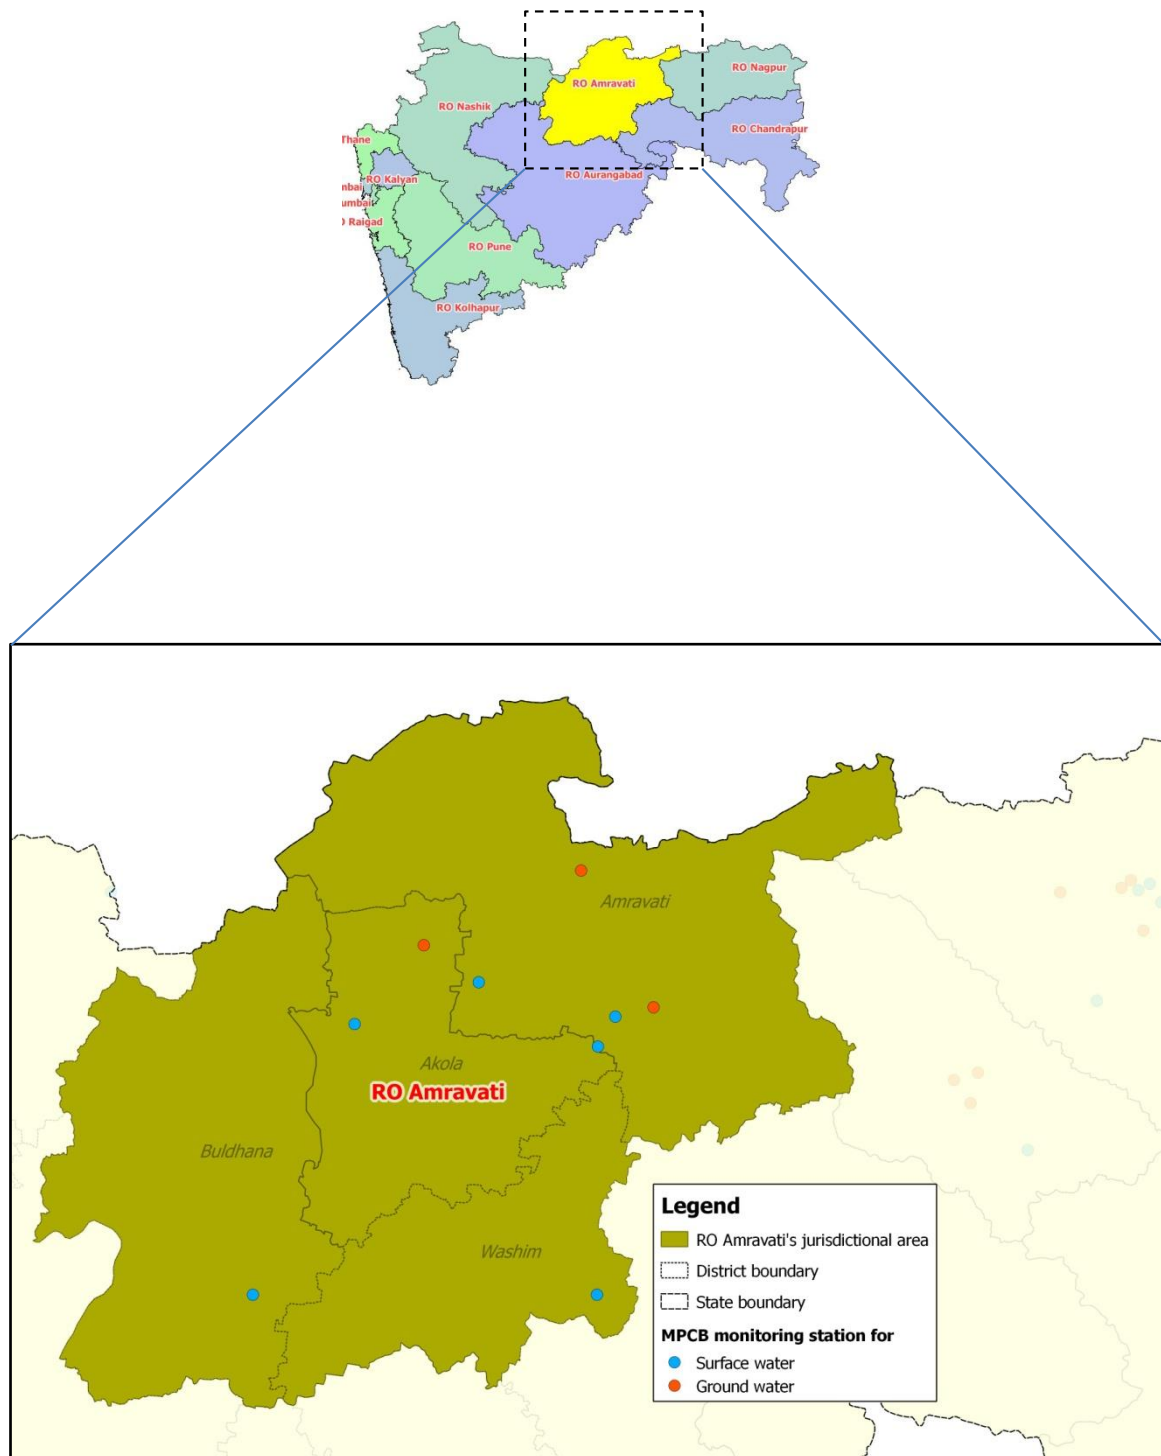 RO Amravati
RO Nagpur
RO Nashik
RO Chandrapur
Thane
RO Kalyan
RO Aurangabad
mbai
umbai
O Raigad
RO Pune
RO Kolhapur
Amravati
Akola
RO Amravati
Buldhana
Washim
Legend
RO Amravati's jurisdictional area
District boundary
State boundary
MPCB monitoring station for
Surface water
Ground water